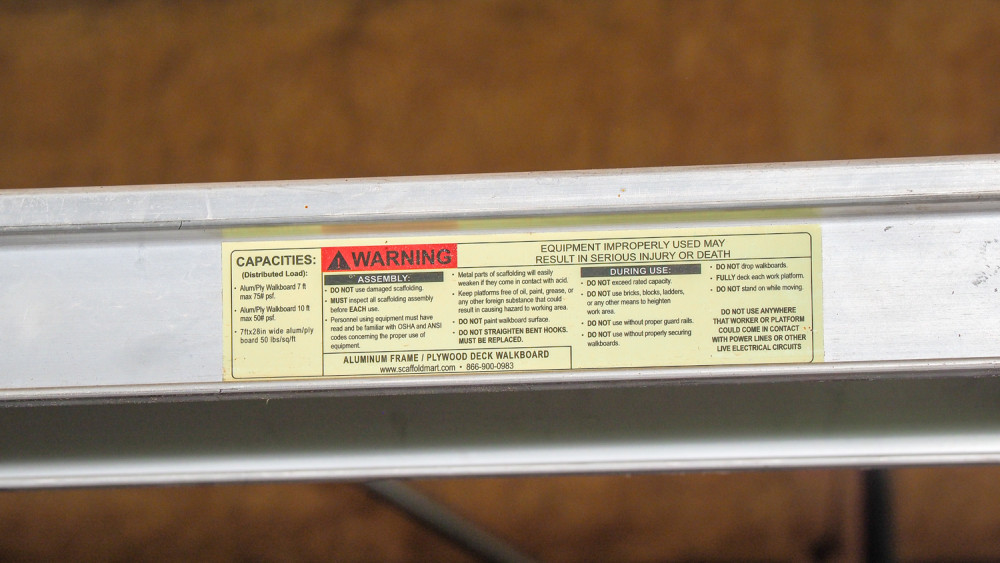 CAPACITIES:
(Distributed Load):
• Alum/Ply Walkboard 7 ft
max 75# psf.
• Alum/Ply Walkboard 10 ft
max 50# psf.
• 7ftx28in wide alum/ply
board 50 lbs/sq/ft
WARNING
EQUIPMENT IMPROPERLY USED MAY
RESULT IN SERIOUS INJURY OR DEATH
ASSEMBLY:
• DO NOT use damaged scaffolding.
• MUST inspect all scaffolding assembly
before EACH use.
• Personnel using equipment must have
read and be familiar with OSHA and ANSI
codes concerning the proper use of
equipment.
• Metal parts of scaffolding will easily
weaken if they come in contact with acid.
• Keep platforms free of oil, paint, grease, or
any other foreign substance that could
result in causing hazard to working area.
• DO NOT paint walkboard surface.
• DO NOT STRAIGHTEN BENT HOOKS.
MUST BE REPLACED.
DURING USE:
• DO NOT exceed rated capacity.
• DO NOT use bricks, blocks, ladders,
or any other means to heighten
work area.
• DO NOT use without proper guard rails.
• DO NOT use without properly securing
walkboards.
• DO NOT drop walkboards.
• FULLY deck each work platform.
• DO NOT stand on while moving.
DO NOT USE ANYWHERE
THAT WORKER OR PLATFORM
COULD COME IN CONTACT
WITH POWER LINES OR OTHER
LIVE ELECTRICAL CIRCUITS
ALUMINUM FRAME / PLYWOOD DECK WALKBOARD
www.scaffoldmart.com • 866-900-0983